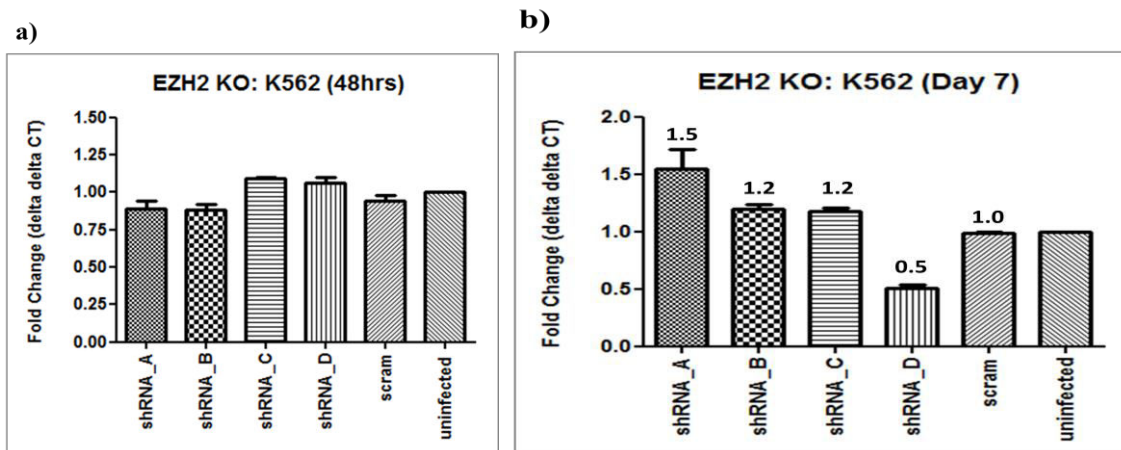 a)
EZH2 KO: K562 (48hrs)
Fold Change (delta delta CT)
1.50
1.25
1.00
0.75
0.50
0.25
0.00
shRNA_A
shRNA_B
shRNA_C
shRNA_D
scram
uninfected
b)
EZH2 KO: K562 (Day 7)
Fold Change (delta delta CT)
2.0
1.5
1.0
0.5
0.0
1.5
1.2
1.2
0.5
1.0
shRNA_A
shRNA_B
shRNA_C
shRNA_D
scram
uninfected